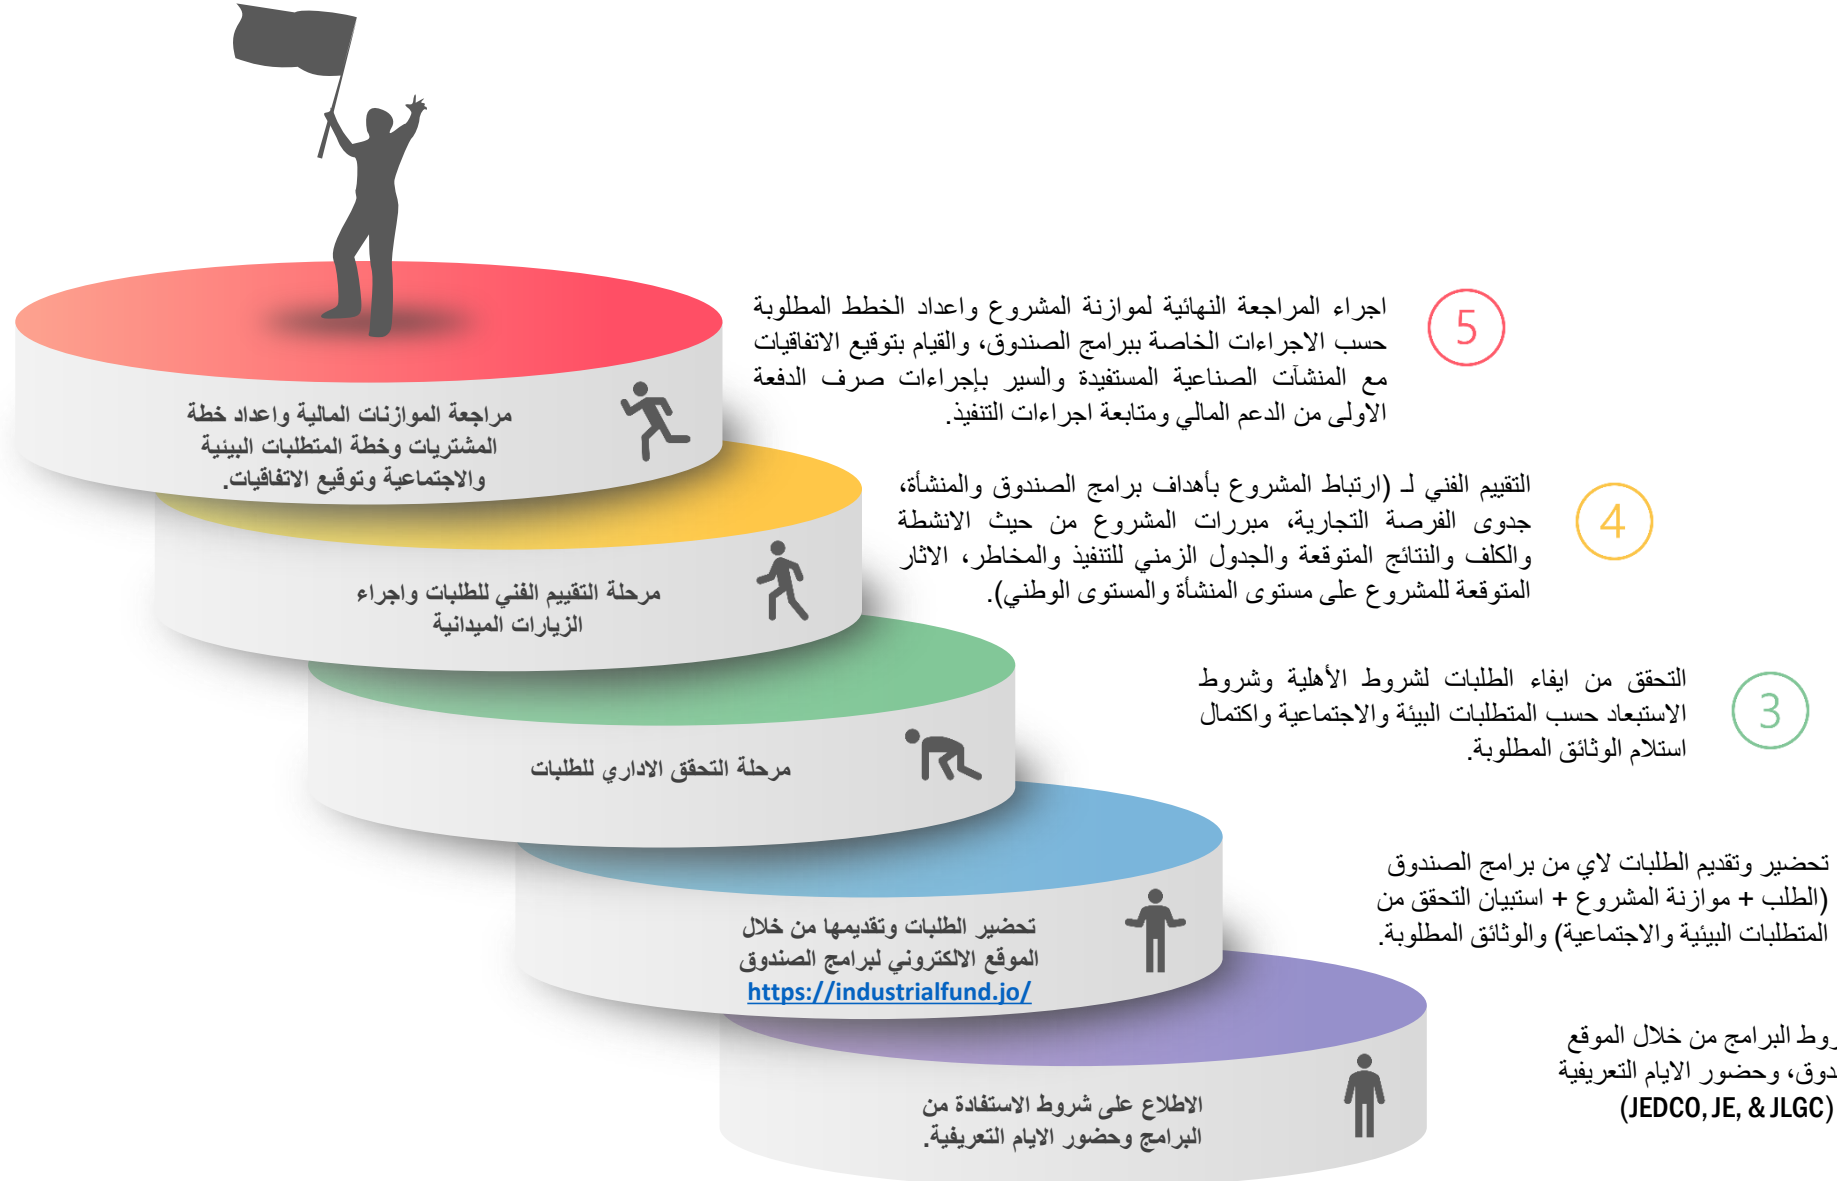 5
اجراء المراجعة النهائية لموازنة المشروع واعداد الخطط المطلوبة
حسب الاجراءات الخاصة ببرامج الصندوق، والقيام بتوقيع الاتفاقيات
مع المنشآت الصناعية المستفيدة والسير بإجراءات صرف الدفعة
الاولى من الدعم المالي ومتابعة اجراءات التنفيذ.
مراجعة الموازنات المالية واعداد خطة
المشتريات وخطة المتطلبات البيئية
والاجتماعية وتوقيع الاتفاقيات.
4
التقييم الفني لـ (ارتباط المشروع بأهداف برامج الصندوق والمنشأة،
جدوى الفرصة التجارية، مبررات المشروع من حيث الانشطة
والكلف والنتائج المتوقعة والجدول الزمني للتنفيذ والمخاطر، الاثار
المتوقعة للمشروع على مستوى المنشأة والمستوى الوطني).
مرحلة التقييم الفني للطلبات واجراء
الزيارات الميدانية
3
التحقق من ايفاء الطلبات لشروط الأهلية وشروط
الاستبعاد حسب المتطلبات البيئة والاجتماعية واكتمال
استلام الوثائق المطلوبة.
مرحلة التحقق الاداري للطلبات
تحضير وتقديم الطلبات لاي من برامج الصندوق
(الطلب + موازنة المشروع + استبيان التحقق من
المتطلبات البيئية والاجتماعية) والوثائق المطلوبة.
تحضير الطلبات وتقديمها من خلال
الموقع الالكتروني لبرامج الصندوق
https://industrialfund.jo/
البرامج من خلال الموقع
وحضور الايام التعريفية
(JEDCO, JE, & JLGC)
الاطلاع على شروط الاستفادة من
البرامج وحضور الايام التعريفية.